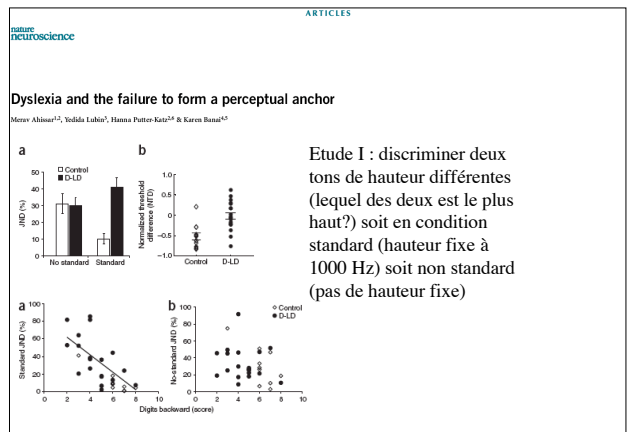 ARTICLES
nature
neuroscience
Dyslexia and the failure to form a perceptual anchor
Merav Ahissar1,2, Yedida Lubin3, Hanna Putter-Katz2,6 & Karen Banai4,5
a
50
40
30
20
10
0
JND (%)
Control
D-LD
No standard
Standard
b
1.0
0.5
0
–0.5
–1.0
Normalized threshold
difference (NTD)
Control
D-LD
Etude I : discriminer deux
tons de hauteur différentes
(lequel des deux est le plus
haut?) soit en condition
standard (hauteur fixe à
1000 Hz) soit non standard
(pas de hauteur fixe)
a
100
80
60
40
20
0
Standard JND (%)
0 2 4 6 8 10
b
100
80
60
40
20
0
No-standard JND (%)
Control
D-LD
0 2 4 6 8 10
Digits backward (score)